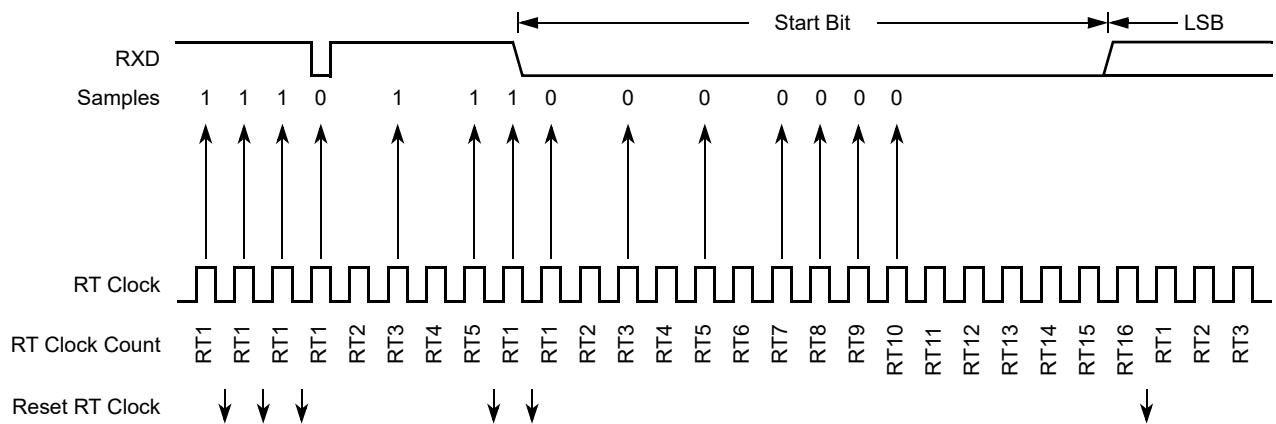 Start Bit LSB
RXD
Samples 1 1 1 0 1 1 1 0 0 0 0 0 0 0
RT Clock
RT Clock Count RT1 RT1 RT1 RT1 RT2 RT3 RT4 RT5 RT1 RT1 RT2 RT3 RT4 RT5 RT6 RT7 RT8 RT9 RT10 RT11 RT12 RT13 RT14 RT15 RT16 RT1 RT2 RT3
Reset RT Clock